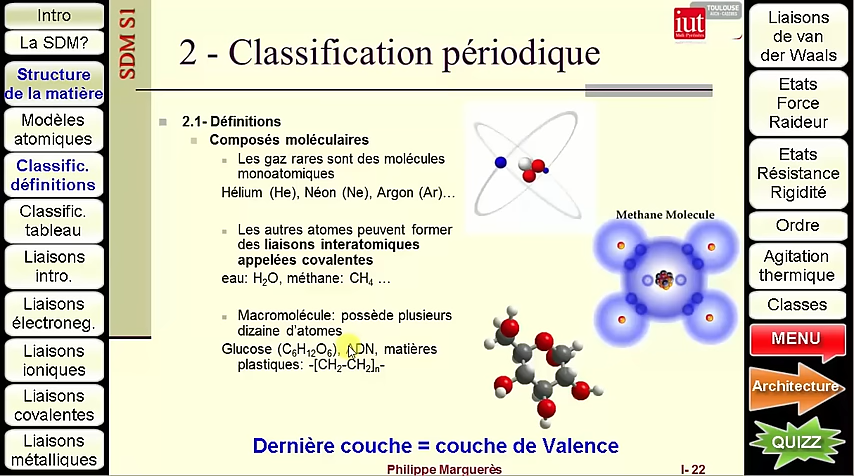 Intro
La SDM?
Structure
de la matière
Modèles
atomiques
Classific.
définitions
Classific.
tableau
Liaisons
intro.
Liaisons
électroneg.
Liaisons
ioniques
Liaisons
covalentes
Liaisons
métalliques
SDM S1
2 - Classification périodique
iut
TOULOUSE
2.1- Définitions
Composés moléculaires
Les gaz rares sont des molécules
monoatomiques
Hélium (He), Néon (Ne), Argon (Ar)…
Les autres atomes peuvent former
des liaisons interatomiques
appelées covalentes
eau: H₂O, méthane: CH₄ …
Macromolécule: possède plusieurs
dizaine d'atomes
Glucose (C₆H₁₂O₆), ADN, matières
plastiques: -[CH₂-CH₂]ₙ-
Methane Molecule
Dernière couche = couche de Valence
Philippe Marguerès
I- 22
Liaisons
de van
der Waals
Etats
Force
Raideur
Etats
Résistance
Rigidité
Ordre
Agitation
thermique
Classes
MENU
Architecture
QUIZZ